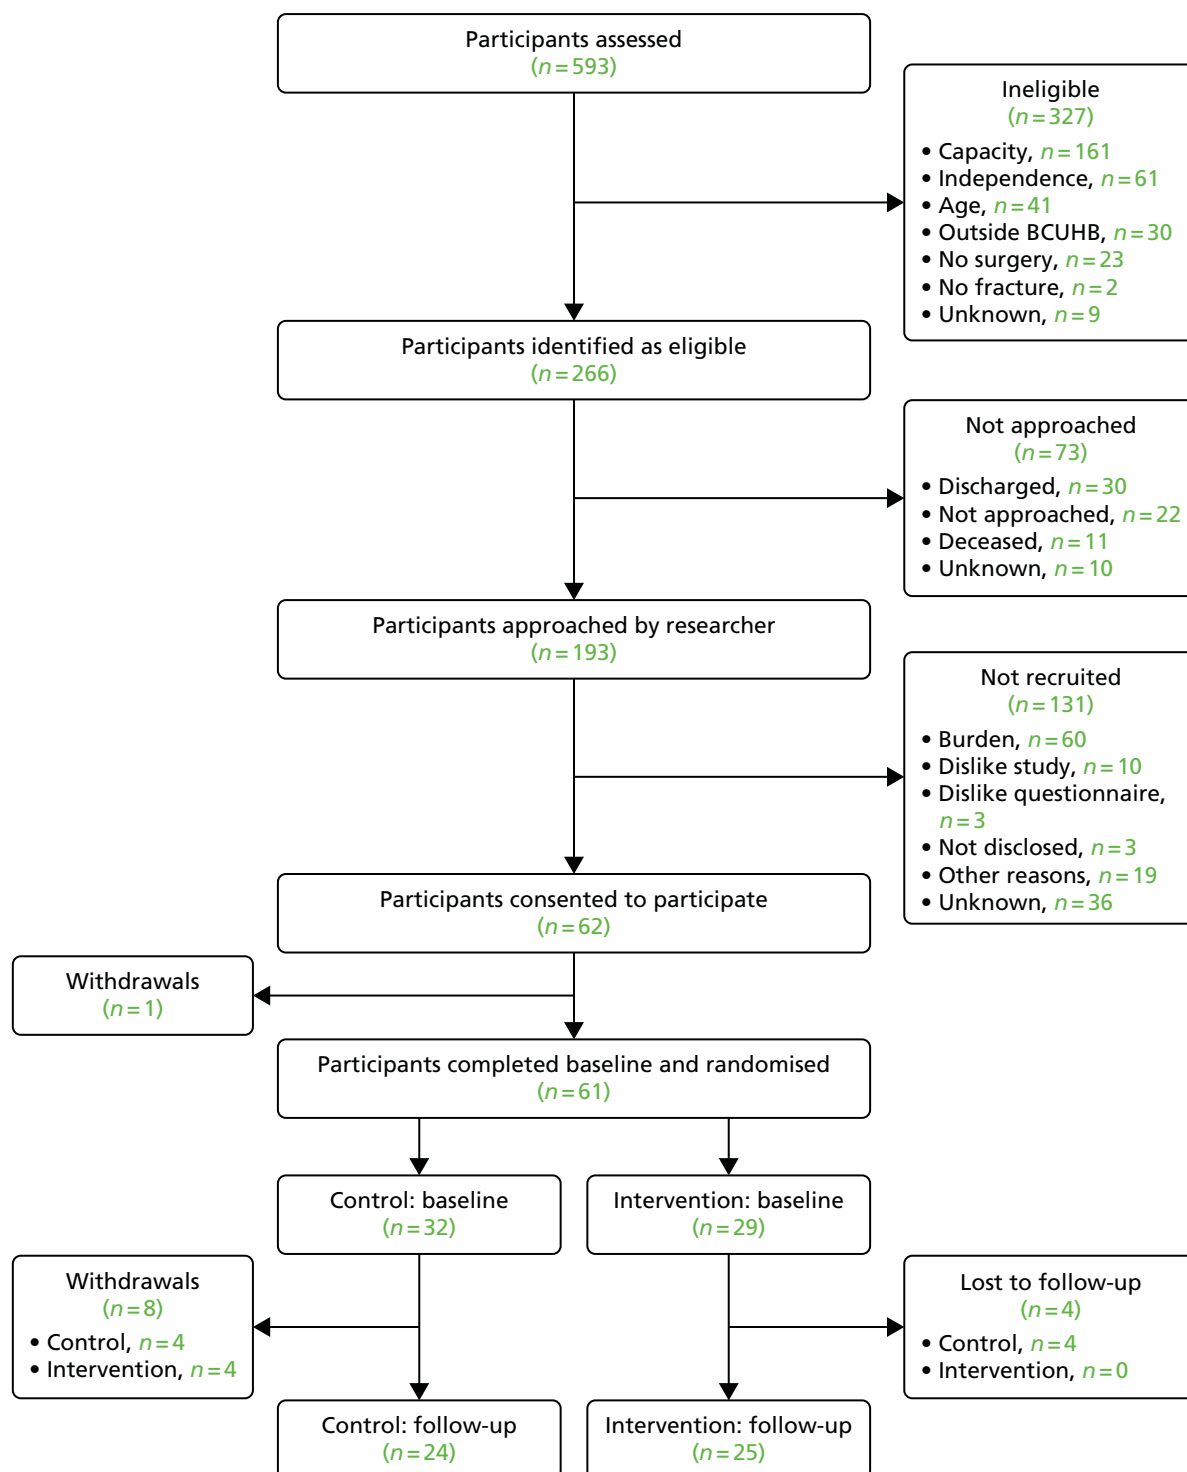 Participants assessed
(n=593)
Ineligible
(n=327)
• Capacity, n=161
• Independence, n=61
• Age, n=41
• Outside BCUHB, n=30
• No surgery, n=23
• No fracture, n=2
• Unknown, n=9
Participants identified as eligible
(n=266)
Not approached
(n=73)
• Discharged, n=30
• Not approached, n=22
• Deceased, n=11
• Unknown, n=10
Participants approached by researcher
(n=193)
Not recruited
(n=131)
• Burden, n=60
• Dislike study, n=10
• Dislike questionnaire,
n=3
• Not disclosed, n=3
• Other reasons, n=19
• Unknown, n=36
Participants consented to participate
(n=62)
Withdrawals
(n=1)
Participants completed baseline and randomised
(n=61)
Control: baseline
(n=32)
Intervention: baseline
(n=29)
Withdrawals
(n=8)
• Control, n=4
• Intervention, n=4
Lost to follow-up
(n=4)
• Control, n=4
• Intervention, n=0
Control: follow-up
(n=24)
Intervention: follow-up
(n=25)